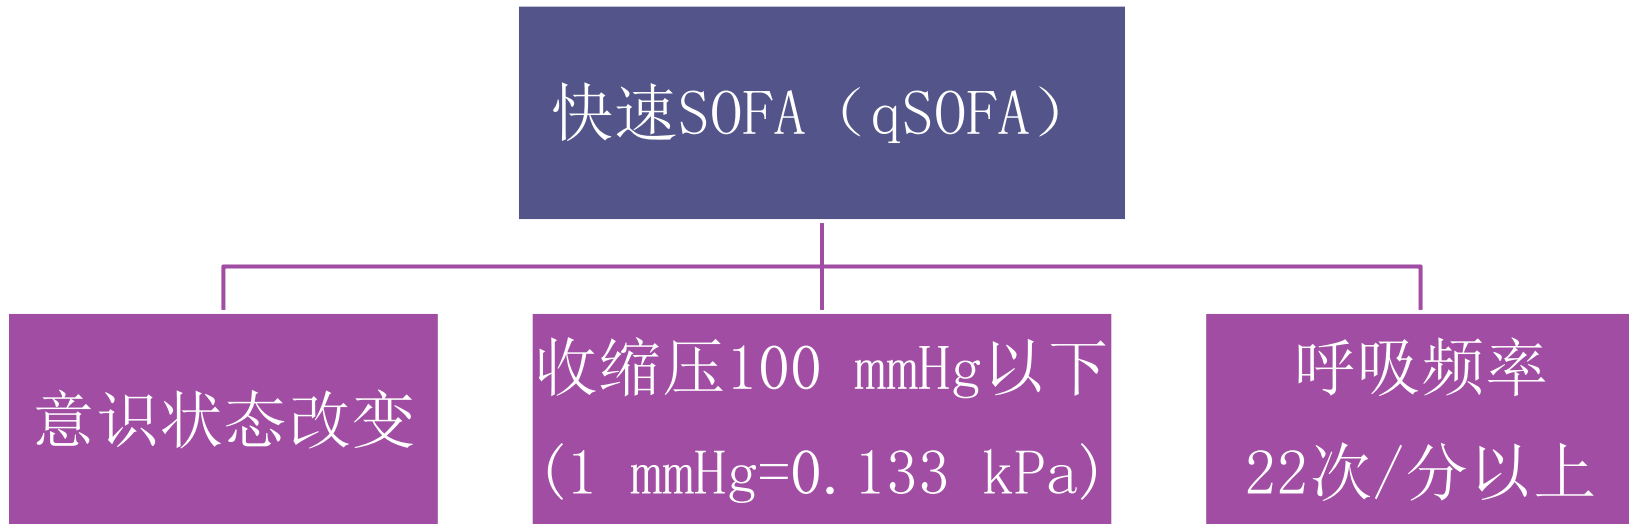 快速SOFA（qSOFA）
意识状态改变
收缩压100 mmHg以下
(1 mmHg=0.133 kPa)
呼吸频率
22次/分以上